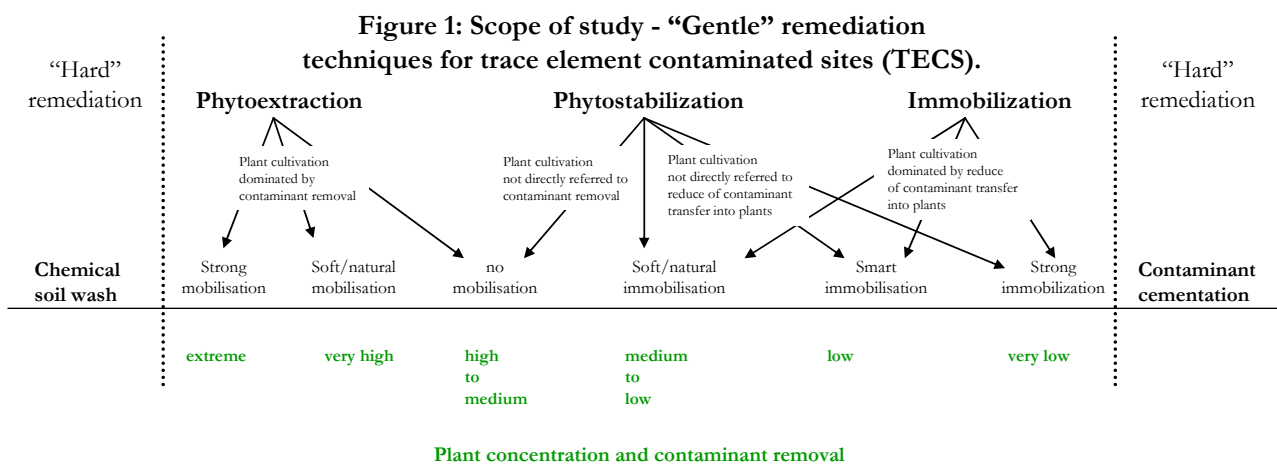 Figure 1: Scope of study - “Gentle” remediation
techniques for trace element contaminated sites (TECS).
“Hard”
remediation
“Hard”
remediation
Phytoextraction
Phytostabilization
Immobilization
Plant cultivation
dominated by
contaminant removal
Plant cultivation
not directly referred to
contaminant removal
Plant cultivation
not directly referred to
reduce of contaminant
transfer into plants
Plant cultivation
dominated by reduce
of contaminant transfer
into plants
Chemical
soil wash
Strong
mobilisation
Soft/natural
mobilisation
no
mobilisation
Soft/natural
immobilisation
Smart
immobilisation
Strong
immobilization
Contaminant
cementation
extreme
very high
high
to
medium
medium
to
low
low
very low
Plant concentration and contaminant removal